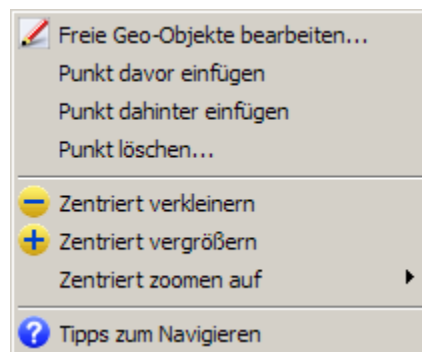 Freie Geo-Objekte bearbeiten...
Punkt davor einfügen
Punkt dahinter einfügen
Punkt löschen...
Zentriert verkleinern
Zentriert vergrößern
Zentriert zoomen auf
Tipps zum Navigieren